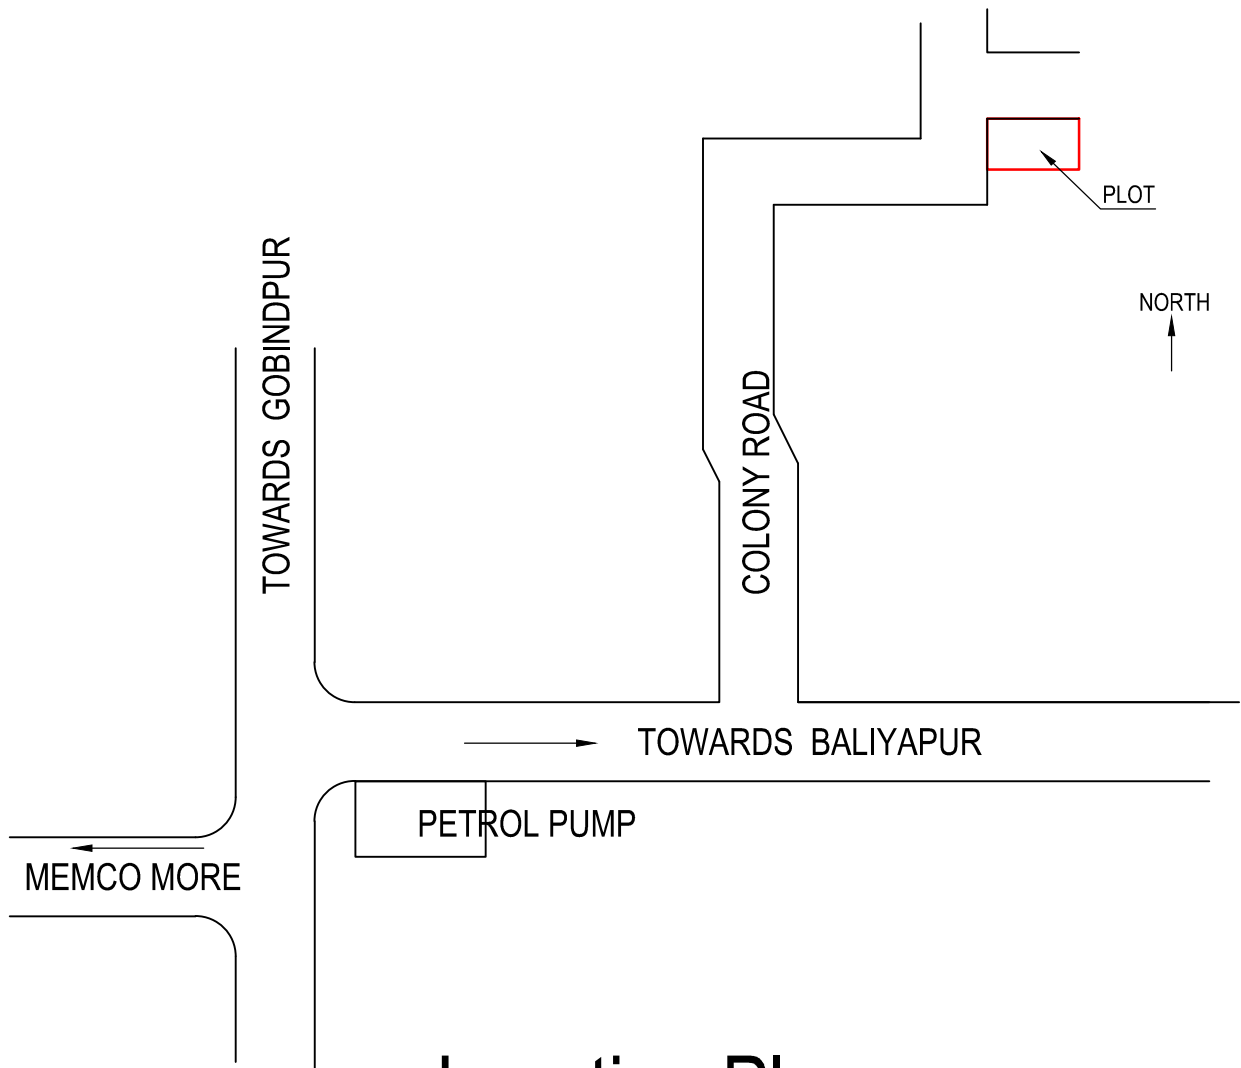 PLOT
NORTH
TOWARDS GOBINDPUR
COLONY ROAD
TOWARDS BALIYAPUR
PETROL PUMP
MEMCO MORE